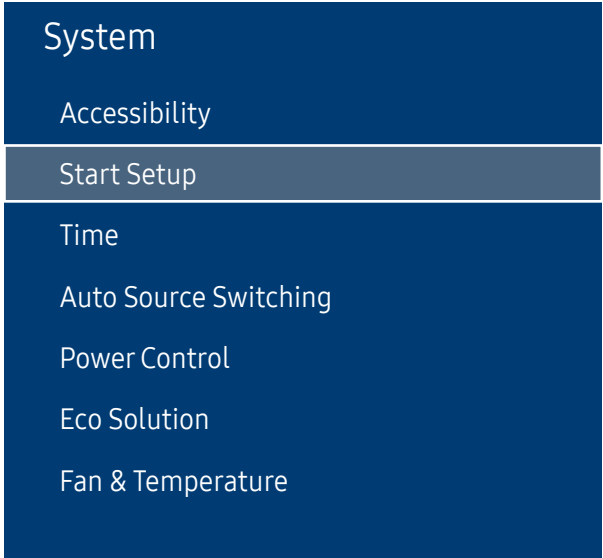 System
Accessibility
Start Setup
Time
Auto Source Switching
Power Control
Eco Solution
Fan & Temperature